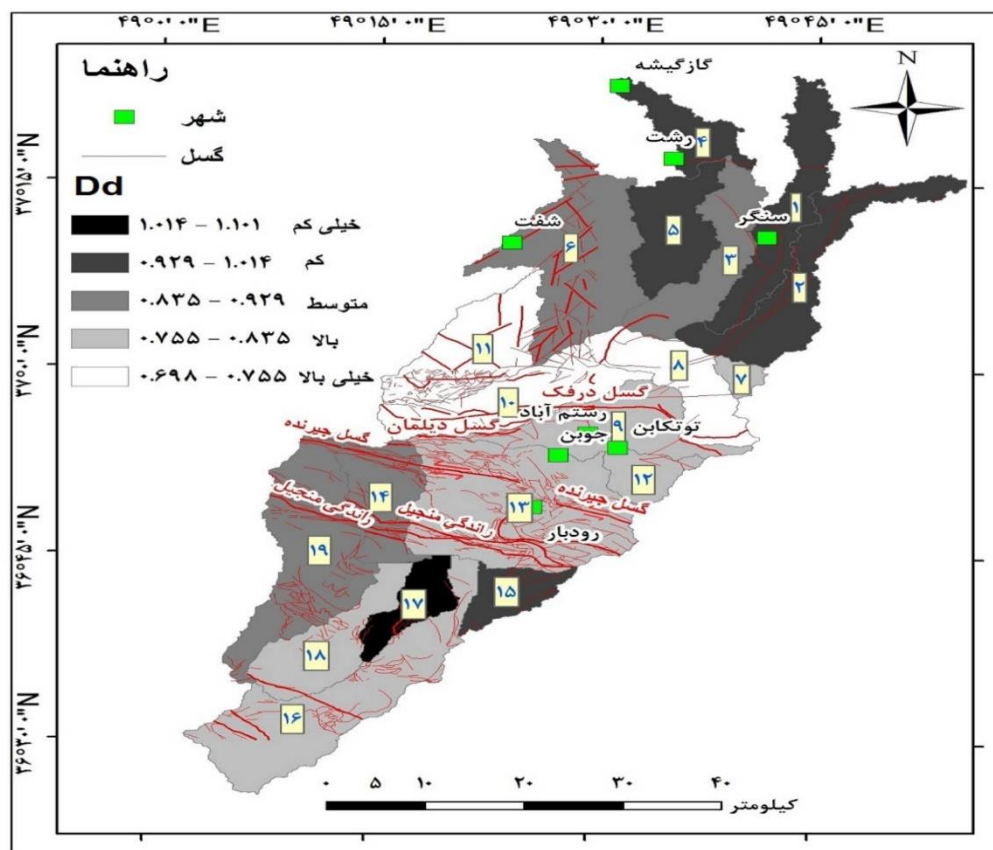 ۴۹°۰'۰"E
۴۹°۱۵'۰"E
۴۹°۳۰'۰"E
۴۹°۴۵'۰"E
راهنما
شهر
گسل
Dd
۱.۰۱۴ – ۱.۱۰۱ خیلی کم
۰.۹۲۹ – ۱.۰۱۴ کم
۰.۸۳۵ – ۰.۹۲۹ متوسط
۰.۷۵۵ – ۰.۸۳۵ بالا
۰.۶۹۸ – ۰.۷۵۵ خیلی بالا
N
گازگیشه
رشت
۴
سنگر
۱
شفت
۶
۵
۳
۲
۱۱
۸
۷
گسل درفک
۱۰
رستم آباد
۹
توتکابن
گسل دیلمان
جوبن
گسل جیرنده
۱۲
۱۴
۱۳
گسل جیرنده
راندگی منجیل
راندگی منجیل
رودبار
۱۹
۱۷
۱۵
۱۸
۱۶
۰ ۵ ۱۰ ۲۰ ۳۰ ۴۰
کیلومتر